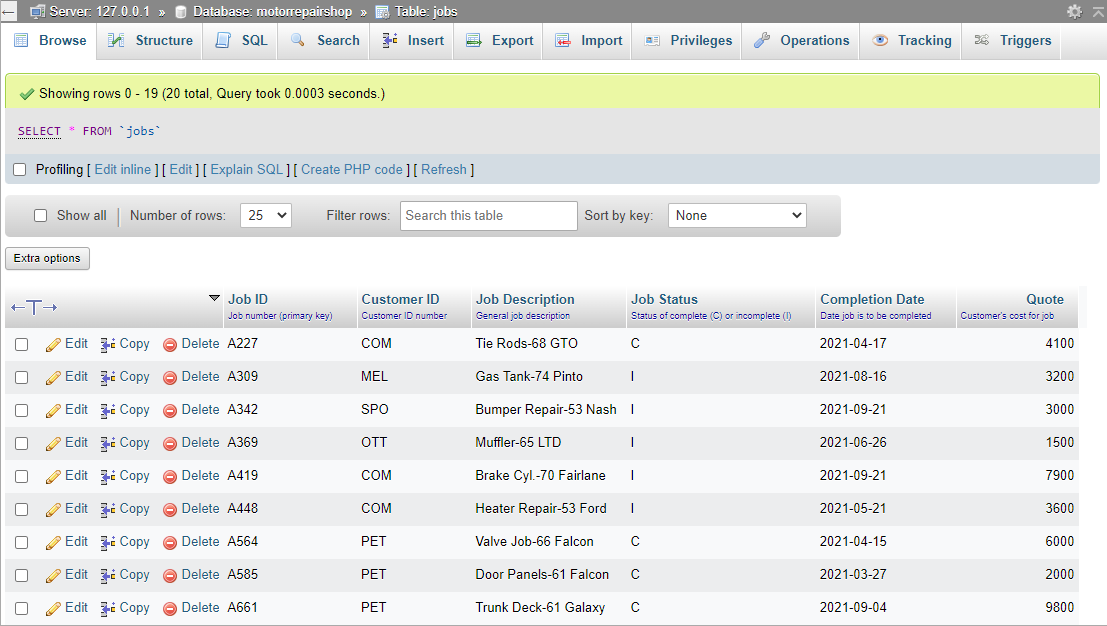 Server: 127.0.0.1 » Database: motorrepairshop » Table: jobs
Browse Structure SQL Search Insert Export Import Privileges Operations Tracking Triggers
Showing rows 0 - 19 (20 total, Query took 0.0003 seconds.)
SELECT * FROM `jobs`
Profiling [ Edit inline ] [ Edit ] [ Explain SQL ] [ Create PHP code ] [ Refresh ]
Show all Number of rows: 25 Filter rows: Search this table Sort by key: None
Extra options
←T→ Job ID Customer ID Job Description Job Status Completion Date Quote
Job number (primary key) Customer ID number General job description Status of complete (C) or incomplete (I) Date job is to be completed Customer's cost for job
Edit Copy Delete A227 COM Tie Rods-68 GTO C 2021-04-17 4100
Edit Copy Delete A309 MEL Gas Tank-74 Pinto I 2021-08-16 3200
Edit Copy Delete A342 SPO Bumper Repair-53 Nash I 2021-09-21 3000
Edit Copy Delete A369 OTT Muffler-65 LTD I 2021-06-26 1500
Edit Copy Delete A419 COM Brake Cyl.-70 Fairlane I 2021-09-21 7900
Edit Copy Delete A448 COM Heater Repair-53 Ford I 2021-05-21 3600
Edit Copy Delete A564 PET Valve Job-66 Falcon C 2021-04-15 6000
Edit Copy Delete A585 PET Door Panels-61 Falcon C 2021-03-27 2000
Edit Copy Delete A661 PET Trunk Deck-61 Galaxy C 2021-09-04 9800